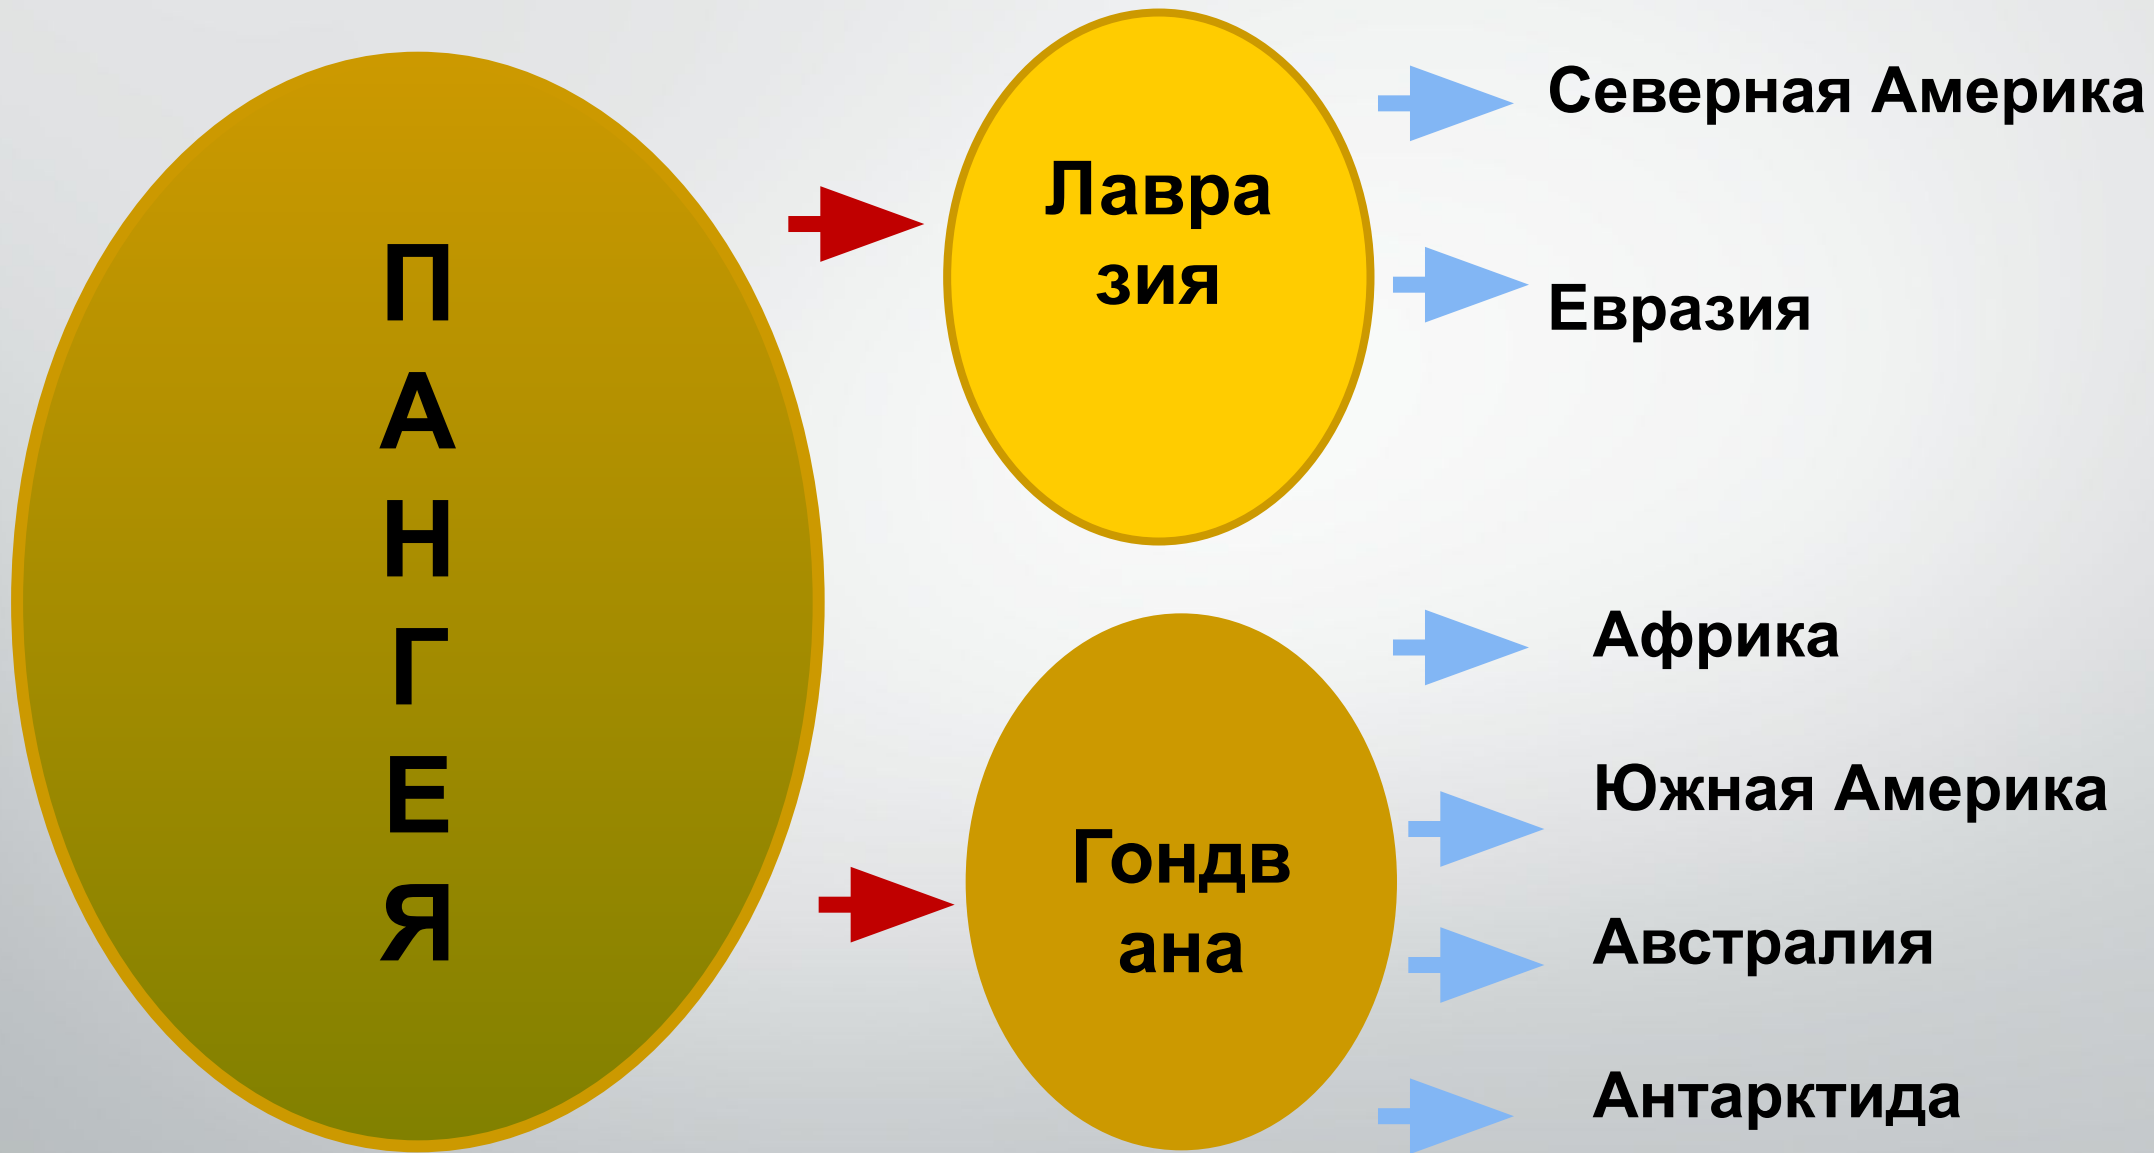 П
А
Н
Г
Е
Я
Лавра
зия
Северная Америка
Евразия
Гондв
ана
Африка
Южная Америка
Австралия
Антарктида